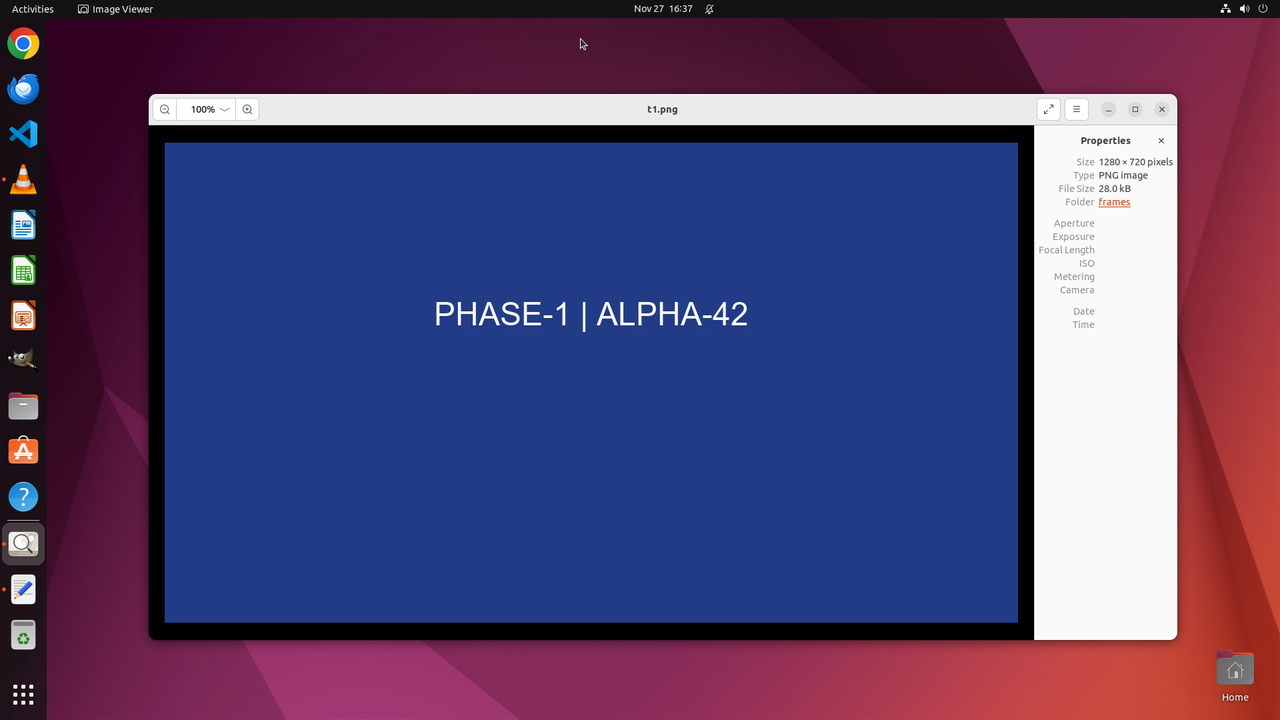 Activities
Image Viewer
Nov 27 16:37
100%
t1.png
PHASE-1 | ALPHA-42
Properties
Size 1280 × 720 pixels
Type PNG image
File Size 28.0 kB
Folder frames
Aperture
Exposure
Focal Length
ISO
Metering
Camera
Date
Time
Home